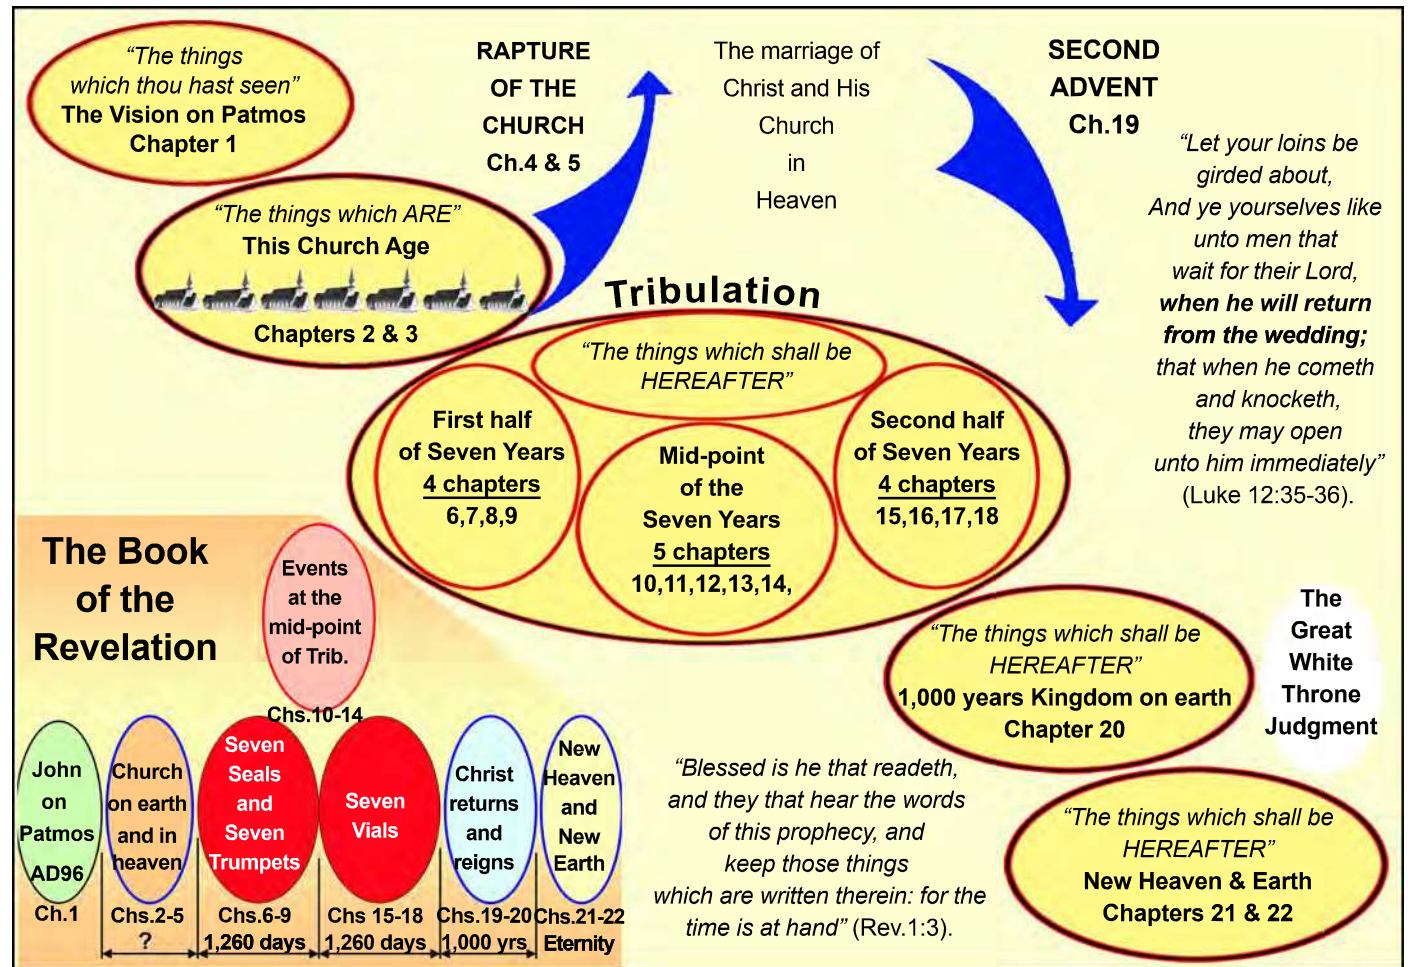 “The things
which thou hast seen”
The Vision on Patmos
Chapter 1
“The things which ARE”
This Church Age
Chapters 2 & 3
RAPTURE
OF THE
CHURCH
Ch.4 & 5
The marriage of
Christ and His
Church
in
Heaven
SECOND
ADVENT
Ch.19
“Let your loins be
girded about,
And ye yourselves like
unto men that
wait for their Lord,
when he will return
from the wedding;
that when he cometh
and knocketh,
they may open
unto him immediately”
(Luke 12:35-36).
Tribulation
“The things which shall be
HEREAFTER”
First half
of Seven Years
4 chapters
6,7,8,9
Mid-point
of the
Seven Years
5 chapters
10,11,12,13,14,
Second half
of Seven Years
4 chapters
15,16,17,18
“The things which shall be
HEREAFTER”
1,000 years Kingdom on earth
Chapter 20
The
Great
White
Throne
Judgment
“The things which shall be
HEREAFTER”
New Heaven & Earth
Chapters 21 & 22
“Blessed is he that readeth,
and they that hear the words
of this prophecy, and
keep those things
which are written therein: for the
time is at hand” (Rev.1:3).
The Book
of the
Revelation
Events
at the
mid-point
of Trib.
Chs.10-14
John
on
Patmos
AD96
Ch.1
Church
on earth
and in
heaven
Chs.2-5
?
Seven
Seals
and
Seven
Trumpets
Chs.6-9
1,260 days
Seven
Vials
Chs 15-18
1,260 days
Christ
returns
and
reigns
Chs.19-20
1,000 yrs
New
Heaven
and
New
Earth
Chs.21-22
Eternity